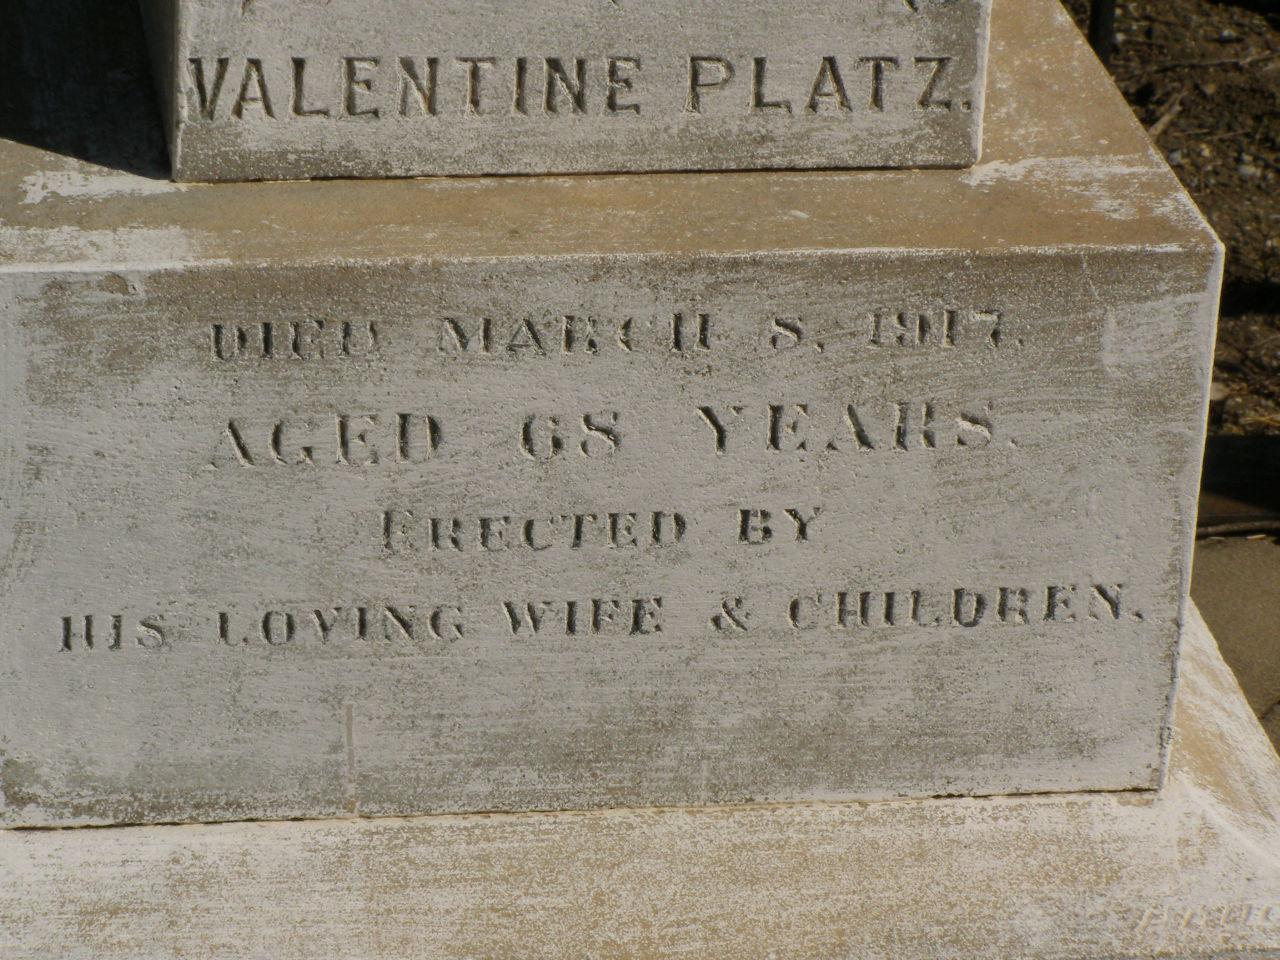 VALENTINE PLATZ.
DIED MARCH 8, 1917.
AGED 68 YEARS.
ERECTED BY
HIS LOVING WIFE & CHILDREN.